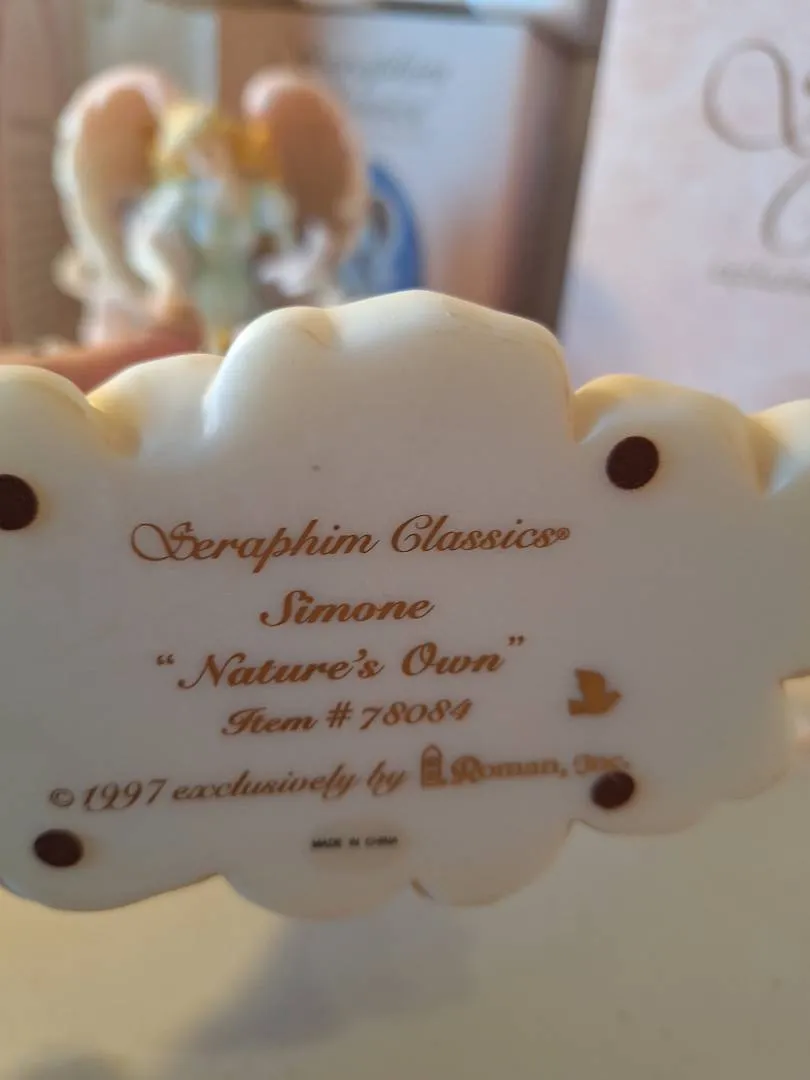 Seraphim Classics®
Simone
“Nature's Own”
Item # 78084
© 1997 exclusively by Roman, Inc.
MADE IN CHINA